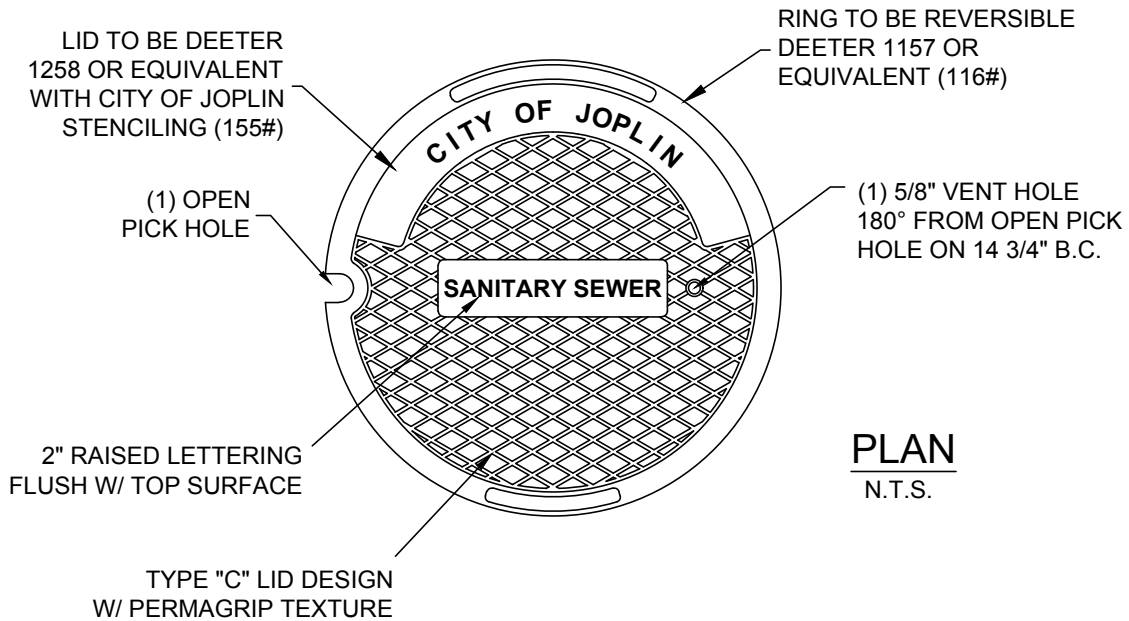 LID TO BE DEETER
1258 OR EQUIVALENT
WITH CITY OF JOPLIN
STENCILING (155#)
RING TO BE REVERSIBLE
DEETER 1157 OR
EQUIVALENT (116#)
CITY OF JOPLIN
(1) OPEN
PICK HOLE
(1) 5/8" VENT HOLE
180° FROM OPEN PICK
HOLE ON 14 3/4" B.C.
SANITARY SEWER
2" RAISED LETTERING
FLUSH W/ TOP SURFACE
PLAN
N.T.S.
TYPE "C" LID DESIGN
W/ PERMAGRIP TEXTURE